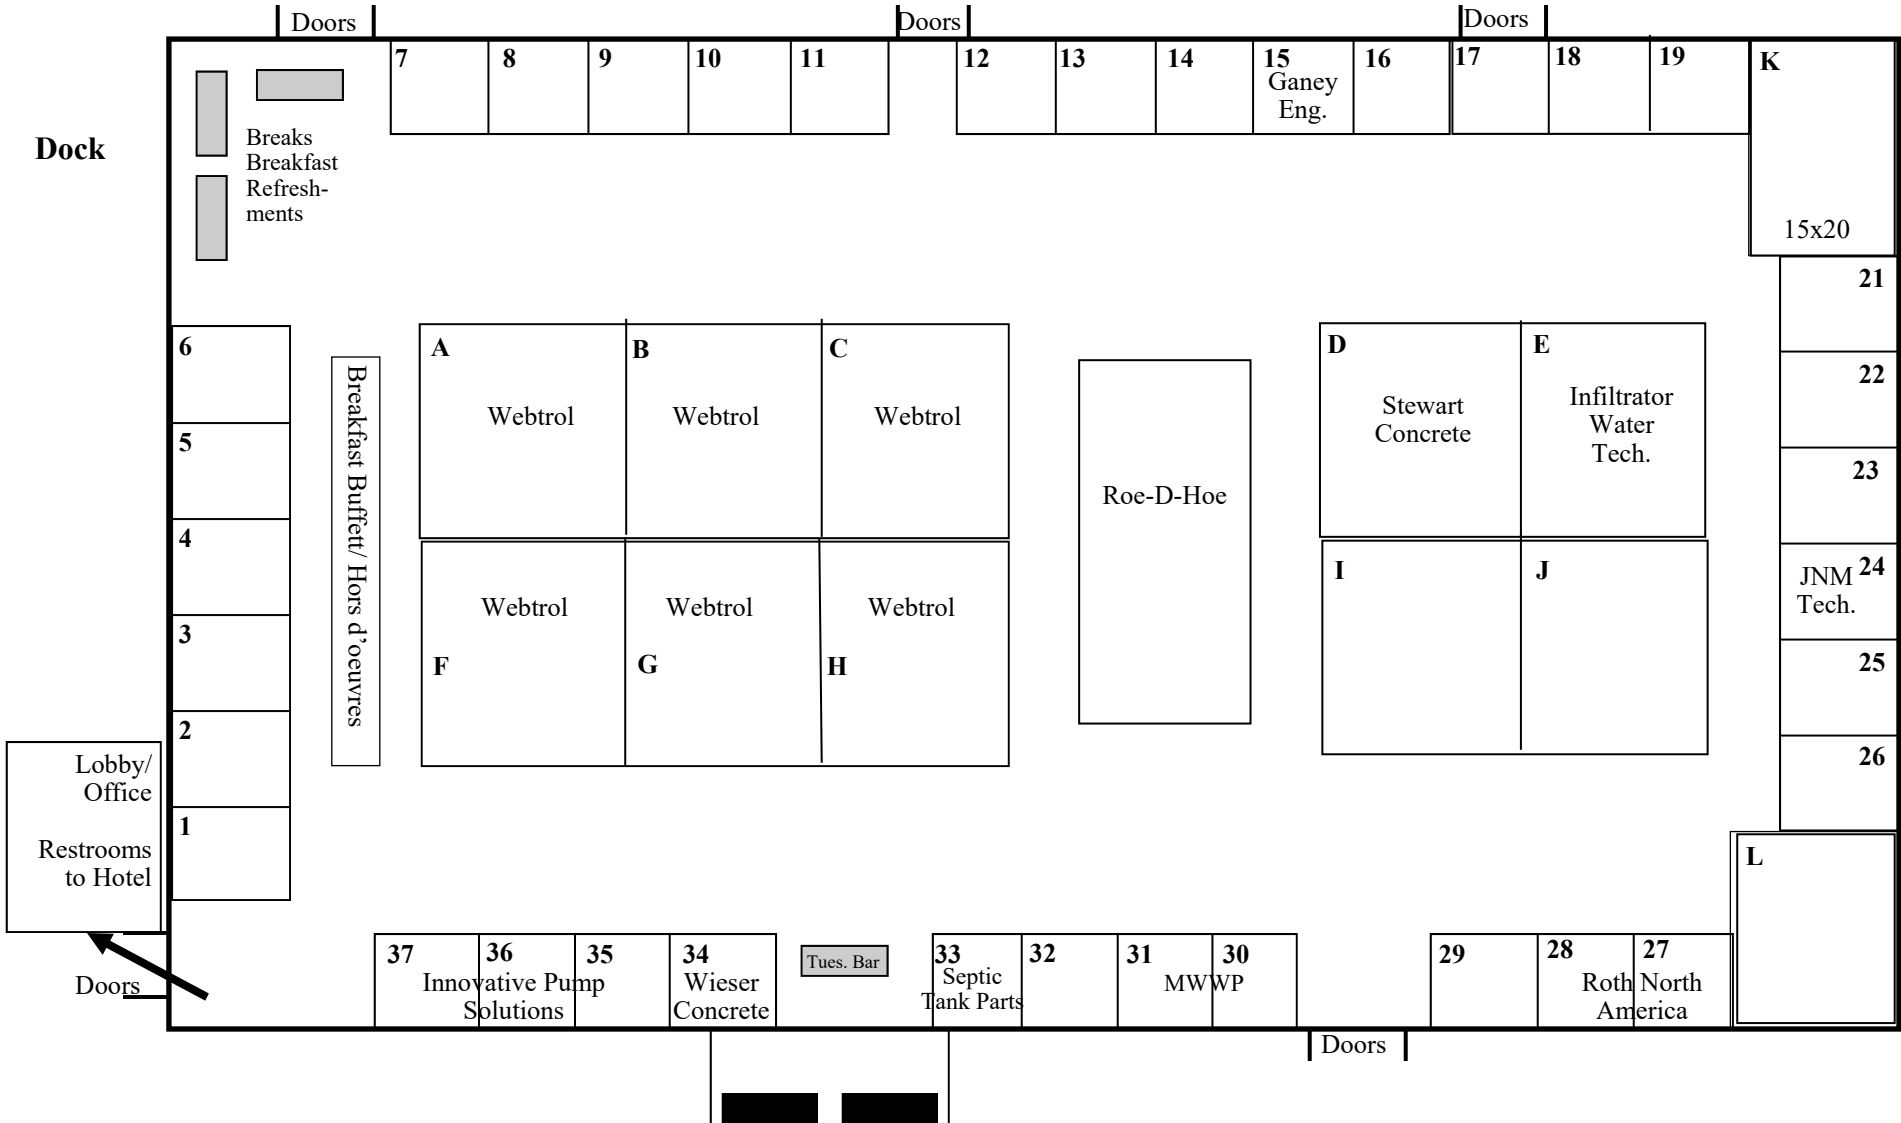 Doors
Doors
Doors
7
8
9
10
11
12
13
14
15
Ganey
Eng.
16
17
18
19
K
15x20
Dock
Breaks
Breakfast
Refresh-
ments
21
22
23
24
JNM
Tech.
25
26
6
5
4
3
2
1
Breakfast Buffett/ Hors d’oeuvres
A
Webtrol
B
Webtrol
C
Webtrol
Webtrol
F
Webtrol
G
Webtrol
H
Roe-D-Hoe
D
Stewart
Concrete
E
Infiltrator
Water
Tech.
I
J
Lobby/
Office
Restrooms
to Hotel
Doors
L
37
36
35
Innovative Pump
Solutions
34
Wieser
Concrete
Tues. Bar
33
Septic
Tank Parts
32
31
30
MWWP
29
28
27
Roth North
America
Doors